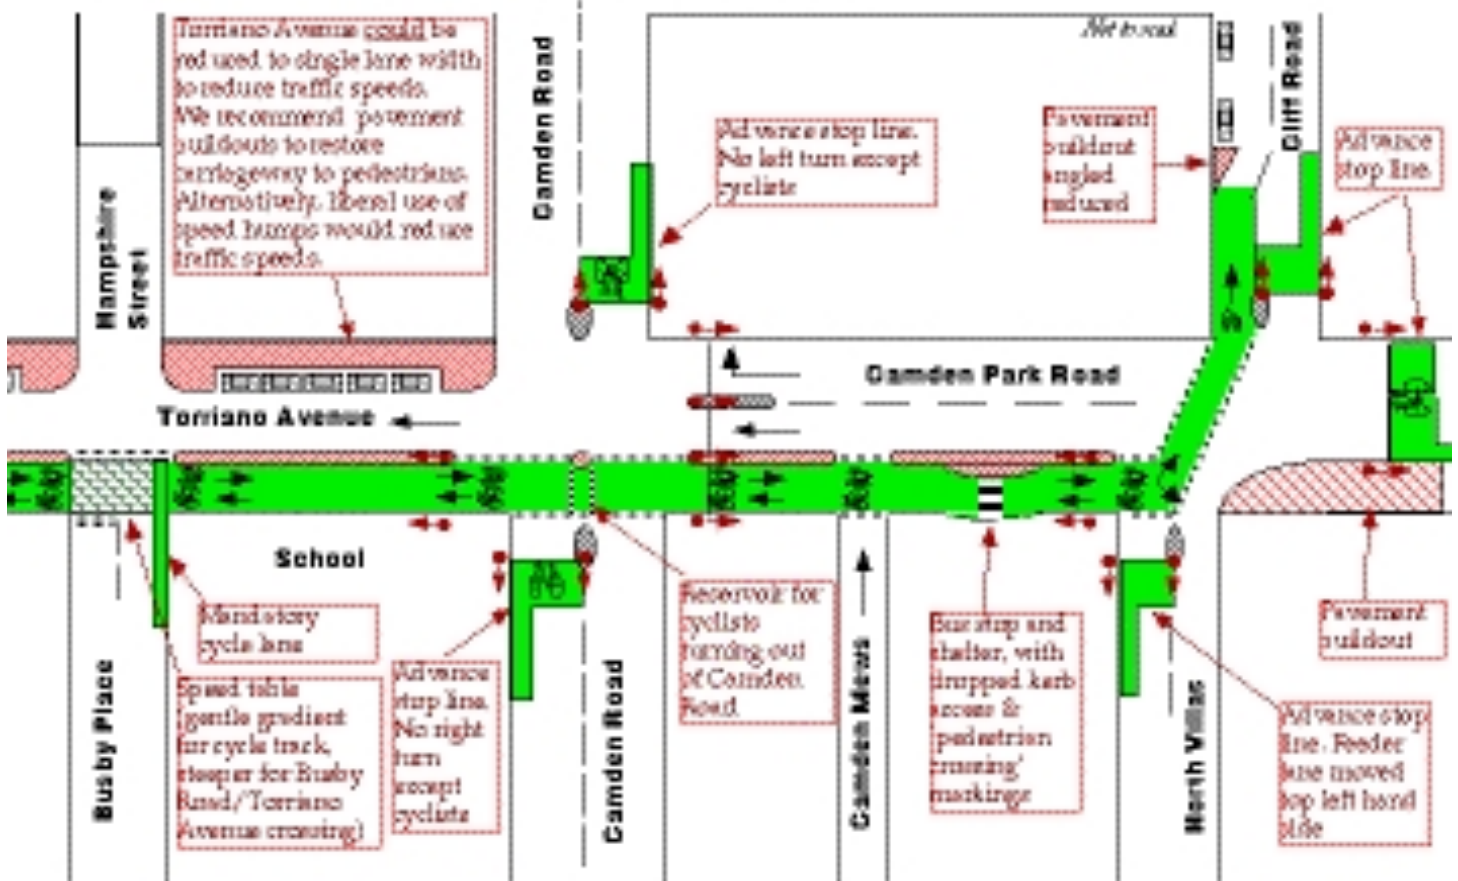 Torriano Avenue could be
reduced to single lane width
to reduce traffic speeds.
We recommend pavement
buildouts to restore
carriageway to pedestrians.
Alternatively, liberal use of
speed humps would reduce
traffic speeds.
Hampshire
Street
Camden Road
Advance stop line.
No left turn except
cyclists
Not to scale
Pavement
buildout
angled
reduced
Cliff Road
Advance
stop line.
Camden Park Road
Torriano Avenue
School
Mandatory
cycle lane
Busby Place
Speed table
(gentle gradient
for cycle track,
steeper for Busby
Road/Torriano
Avenue crossing)
Advance
stop line.
No right
turn
except
cyclists
Camden Road
Reservoir for
cyclists
turning out
of Camden
Road
Camden Mews
Bus stop and
shelter, with
dropped kerb
access &
'pedestrian
crossing'
markings
North Villas
Advance stop
line. Feeder
lane moved
to left hand
side
Pavement
buildout